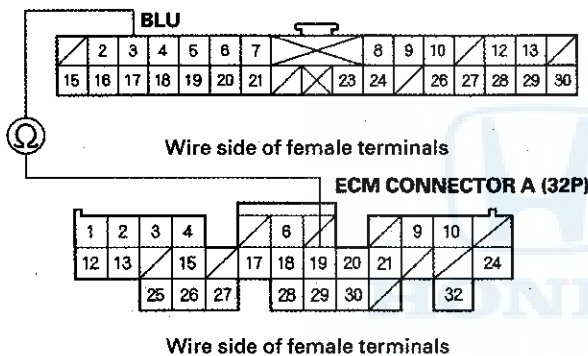 BLU
2 3 4 5 6 7 8 9 10 12 13
15 16 17 18 19 20 21 23 24 26 27 28 29 30
Ω
Wire side of female terminals
ECM CONNECTOR A (32P)
1 2 3 4 6 9 10
12 13 15 17 18 19 20 21 24
25 26 27 28 29 30 32
HONDA
Wire side of female terminals